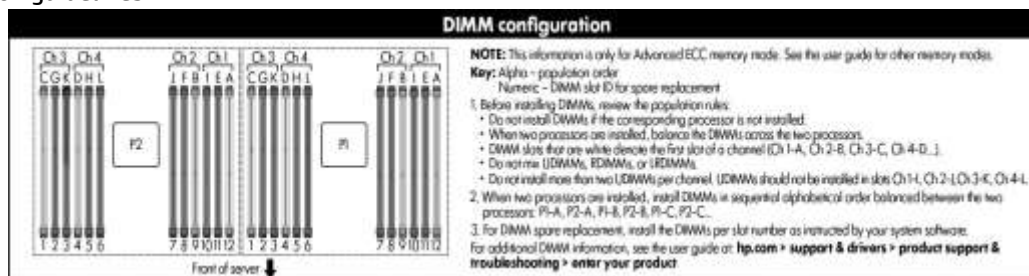 DIMM configuration
Ch 3 Ch 4 Ch 2 Ch 1 Ch 3 Ch 4 Ch 2 Ch 1
C G K D H L J F B I E A C G K D H L J F B I E A
P2 P1
1 2 3 4 5 6 7 8 9 10 11 12 1 2 3 4 5 6 7 8 9 10 11 12
Front of server
NOTE: This information is only for Advanced ECC memory mode. See the user guide for other memory modes.
Key: Alpha - population order
Numeric - DIMM slot ID for spare replacement
1. Before installing DIMMs, review the population rules:
• Do not install DIMMs if the corresponding processor is not installed.
• When two processors are installed, balance the DIMMs across the two processors.
• DIMM slots that are white denote the first slot of a channel (Ch 1-A, Ch 2-B, Ch 3-C, Ch 4-D...).
• Do not mix UDIMMs, RDIMMs, or LRDIMMs.
• Do not install more than two UDIMMs per channel. UDIMMs should not be installed in slots Ch 1-I, Ch 2-J, Ch 3-K, Ch 4-L.
2. When two processors are installed, install DIMMs in sequential alphabetical order balanced between the two
processors: P1-A, P2-A, P1-B, P2-B, P1-C, P2-C...
3. For DIMM spare replacement, install the DIMMs per slot number as instructed by your system software.
For additional DIMM information, see the user guide at: hp.com > support & drivers > product support &
troubleshooting > enter your product